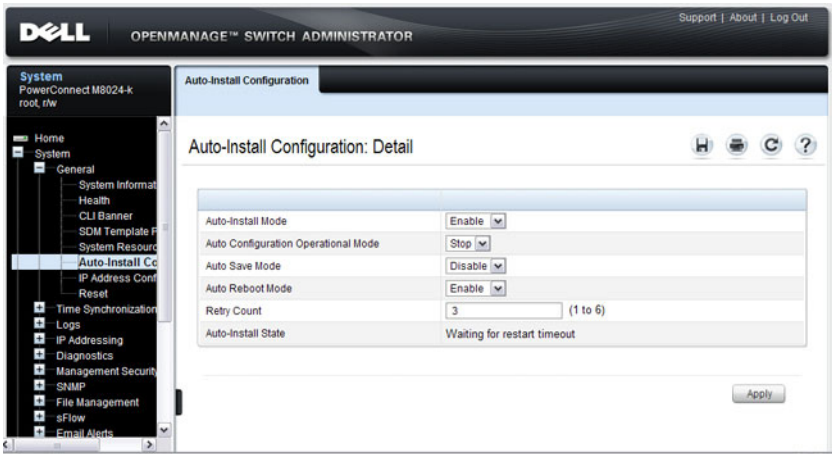 Support | About | Log Out
DELL
OPENMANAGE™ SWITCH ADMINISTRATOR
System
PowerConnect M8024-k
root, r/w
Auto-Install Configuration
Home
System
General
System Informat
Health
CLI Banner
SDM Template P
System Resourc
Auto-Install Co
IP Address Conf
Reset
Time Synchronization
Logs
IP Addressing
Diagnostics
Management Security
SNMP
File Management
sFlow
Email Alerts
Auto-Install Configuration: Detail
Auto-Install Mode Enable
Auto Configuration Operational Mode Stop
Auto Save Mode Disable
Auto Reboot Mode Enable
Retry Count 3 (1 to 6)
Auto-Install State Waiting for restart timeout
Apply